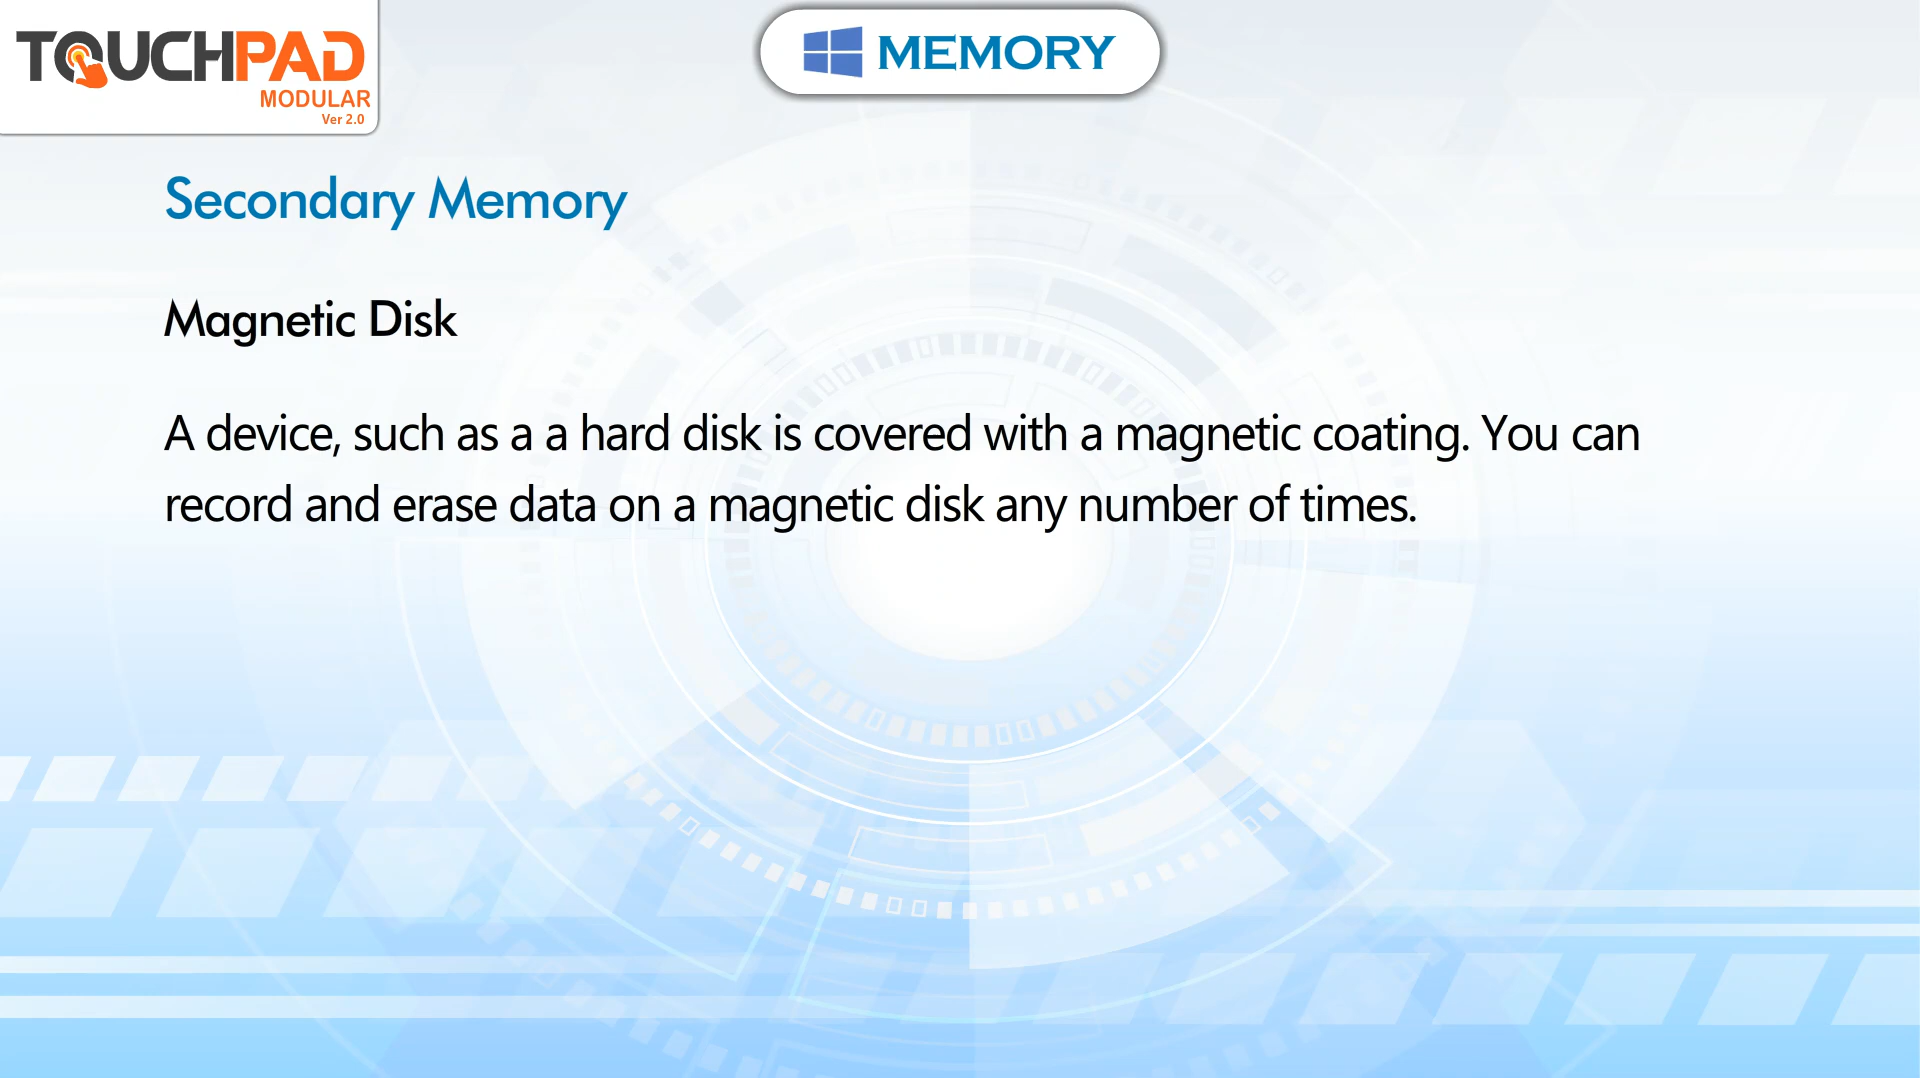 TOUCHPAD
MODULAR
Ver 2.0
MEMORY
Secondary Memory
Magnetic Disk
A device, such as a a hard disk is covered with a magnetic coating. You can
record and erase data on a magnetic disk any number of times.